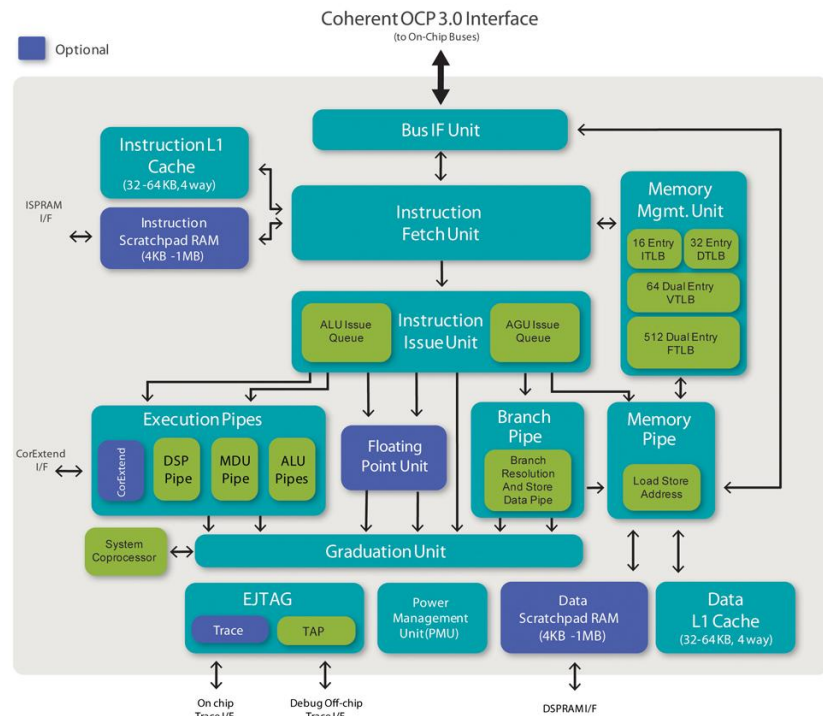 Coherent OCP 3.0 Interface
(to On-Chip Buses)
Optional
Bus IF Unit
Instruction L1
Cache
(32-64KB, 4 way)
ISPRAM
I/F
Instruction
Scratchpad RAM
(4KB -1MB)
Instruction
Fetch Unit
Memory
Mgmt. Unit
16 Entry
ITLB
32 Entry
DTLB
64 Dual Entry
VTLB
512 Dual Entry
FTLB
ALU Issue
Queue
Instruction
Issue Unit
AGU Issue
Queue
Execution Pipes
CorExtend
I/F
CorExtend
DSP
Pipe
MDU
Pipe
ALU
Pipes
Floating
Point Unit
Branch
Pipe
Branch
Resolution
And Store
Data Pipe
Memory
Pipe
Load Store
Address
System
Coprocessor
Graduation Unit
EJTAG
Trace
TAP
Power
Management
Unit(PMU)
Data
Scratchpad RAM
(4KB -1MB)
Data
L1 Cache
(32-64KB, 4 way)
On chip
Trace I/F
Debug Off-chip
Trace I/F
DSPRAM I/F